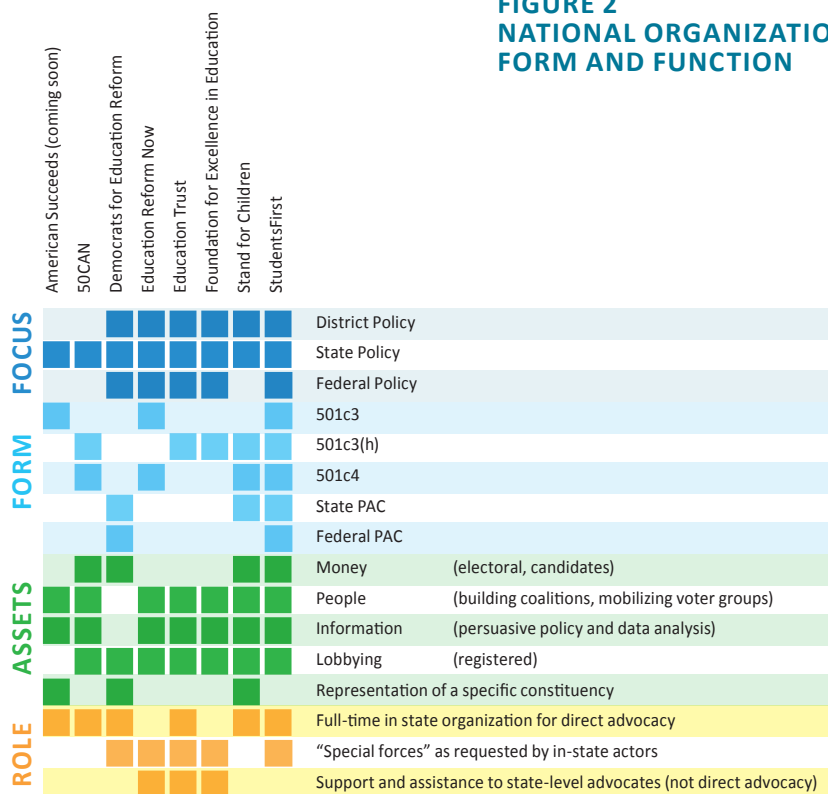 FIGURE 2
NATIONAL ORGANIZATIO
FORM AND FUNCTION
American Succeeds (coming soon)
50CAN
Democrats for Education Reform
Education Reform Now
Education Trust
Foundation for Excellence in Education
Stand for Children
StudentsFirst
FOCUS
District Policy
State Policy
Federal Policy
FORM
501c3
501c3(h)
501c4
State PAC
Federal PAC
ASSETS
Money (electoral, candidates)
People (building coalitions, mobilizing voter groups)
Information (persuasive policy and data analysis)
Lobbying (registered)
Representation of a specific constituency
ROLE
Full-time in state organization for direct advocacy
“Special forces” as requested by in-state actors
Support and assistance to state-level advocates (not direct advocacy)